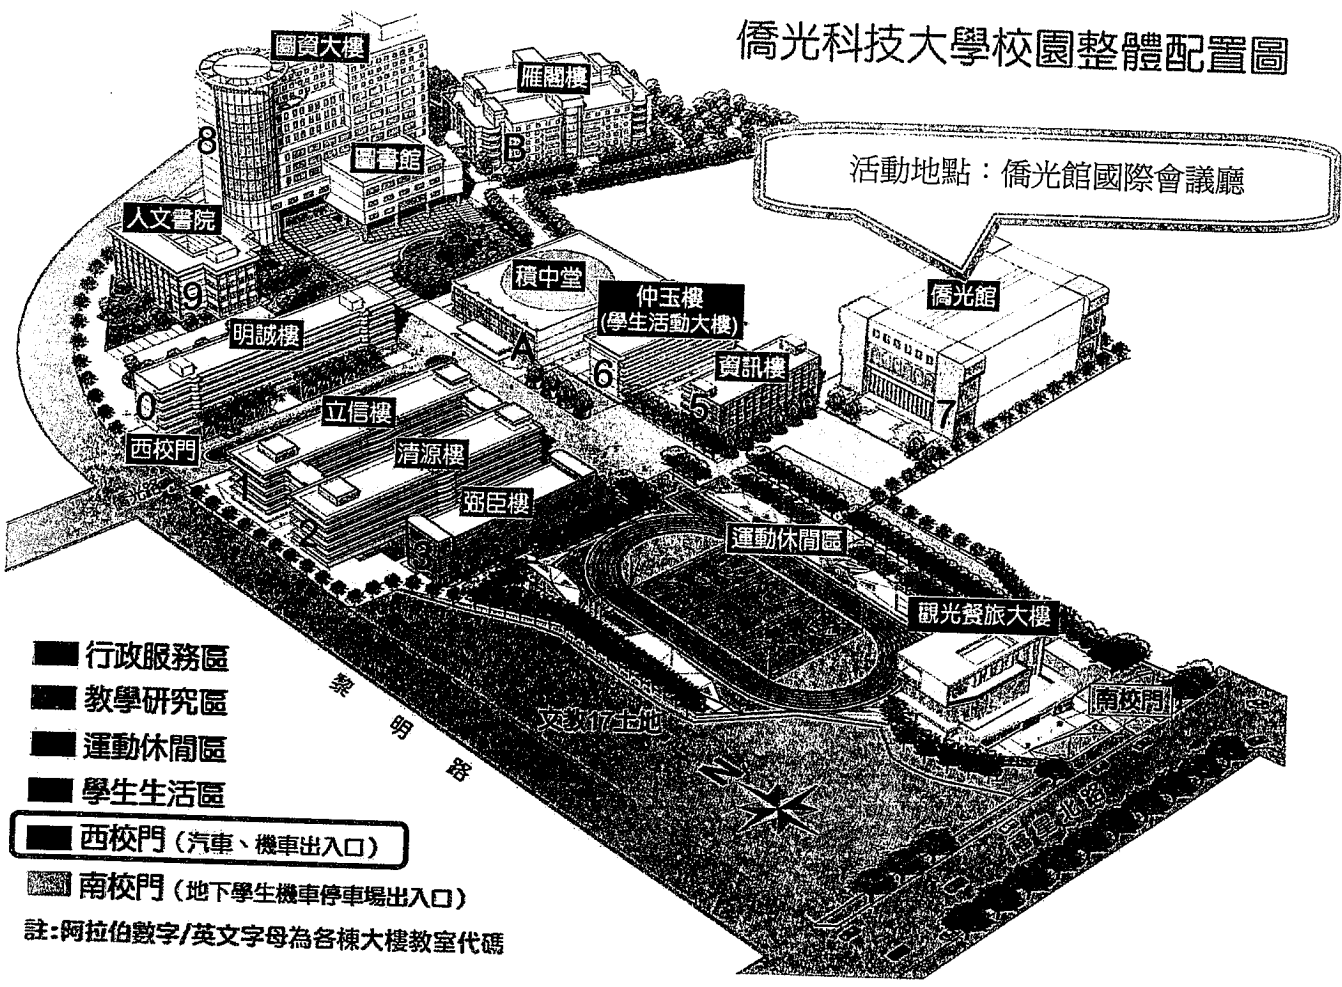 僑光科技大學校園整體配置圖
活動地點：僑光館國際會議廳
圖資大樓
雁閣樓
8
圖書館
B
人文書院
9
積中堂
仲玉樓
(學生活動大樓)
僑光館
明誠樓
A
6
資訊樓
5
7
0
立信樓
西校門
清源樓
1
弼臣樓
2
3
運動休閒區
觀光餐旅大樓
南校門
文教17土地
黎明路
N
行政服務區
教學研究區
運動休閒區
學生生活區
西校門（汽車、機車出入口）
南校門（地下學生機車停車場出入口）
註:阿拉伯數字/英文字母為各棟大樓教室代碼